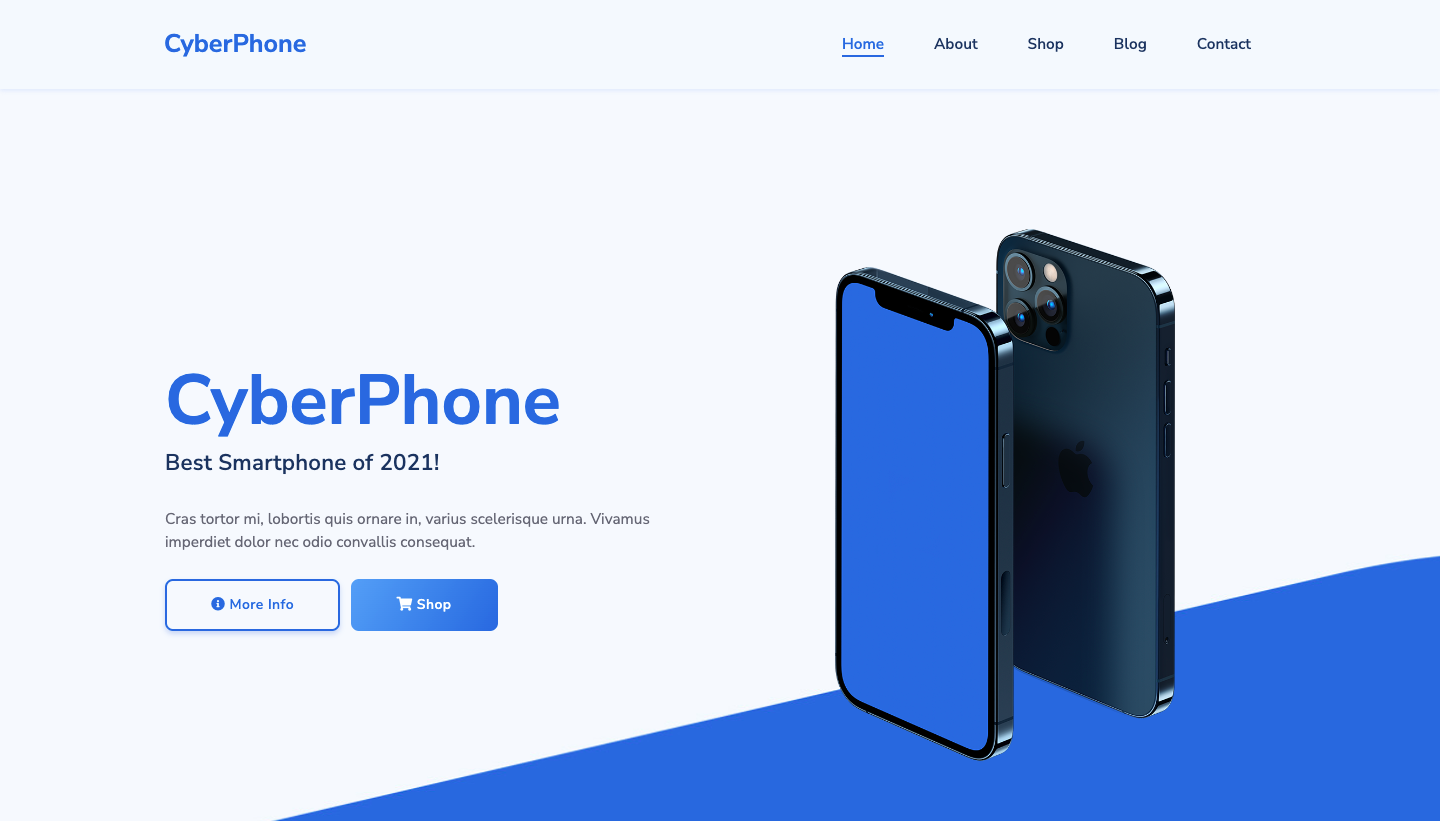 CyberPhone
Home About Shop Blog Contact
CyberPhone
Best Smartphone of 2021!
Cras tortor mi, lobortis quis ornare in, varius scelerisque urna. Vivamus
imperdiet dolor nec odio convallis consequat.
More Info
Shop